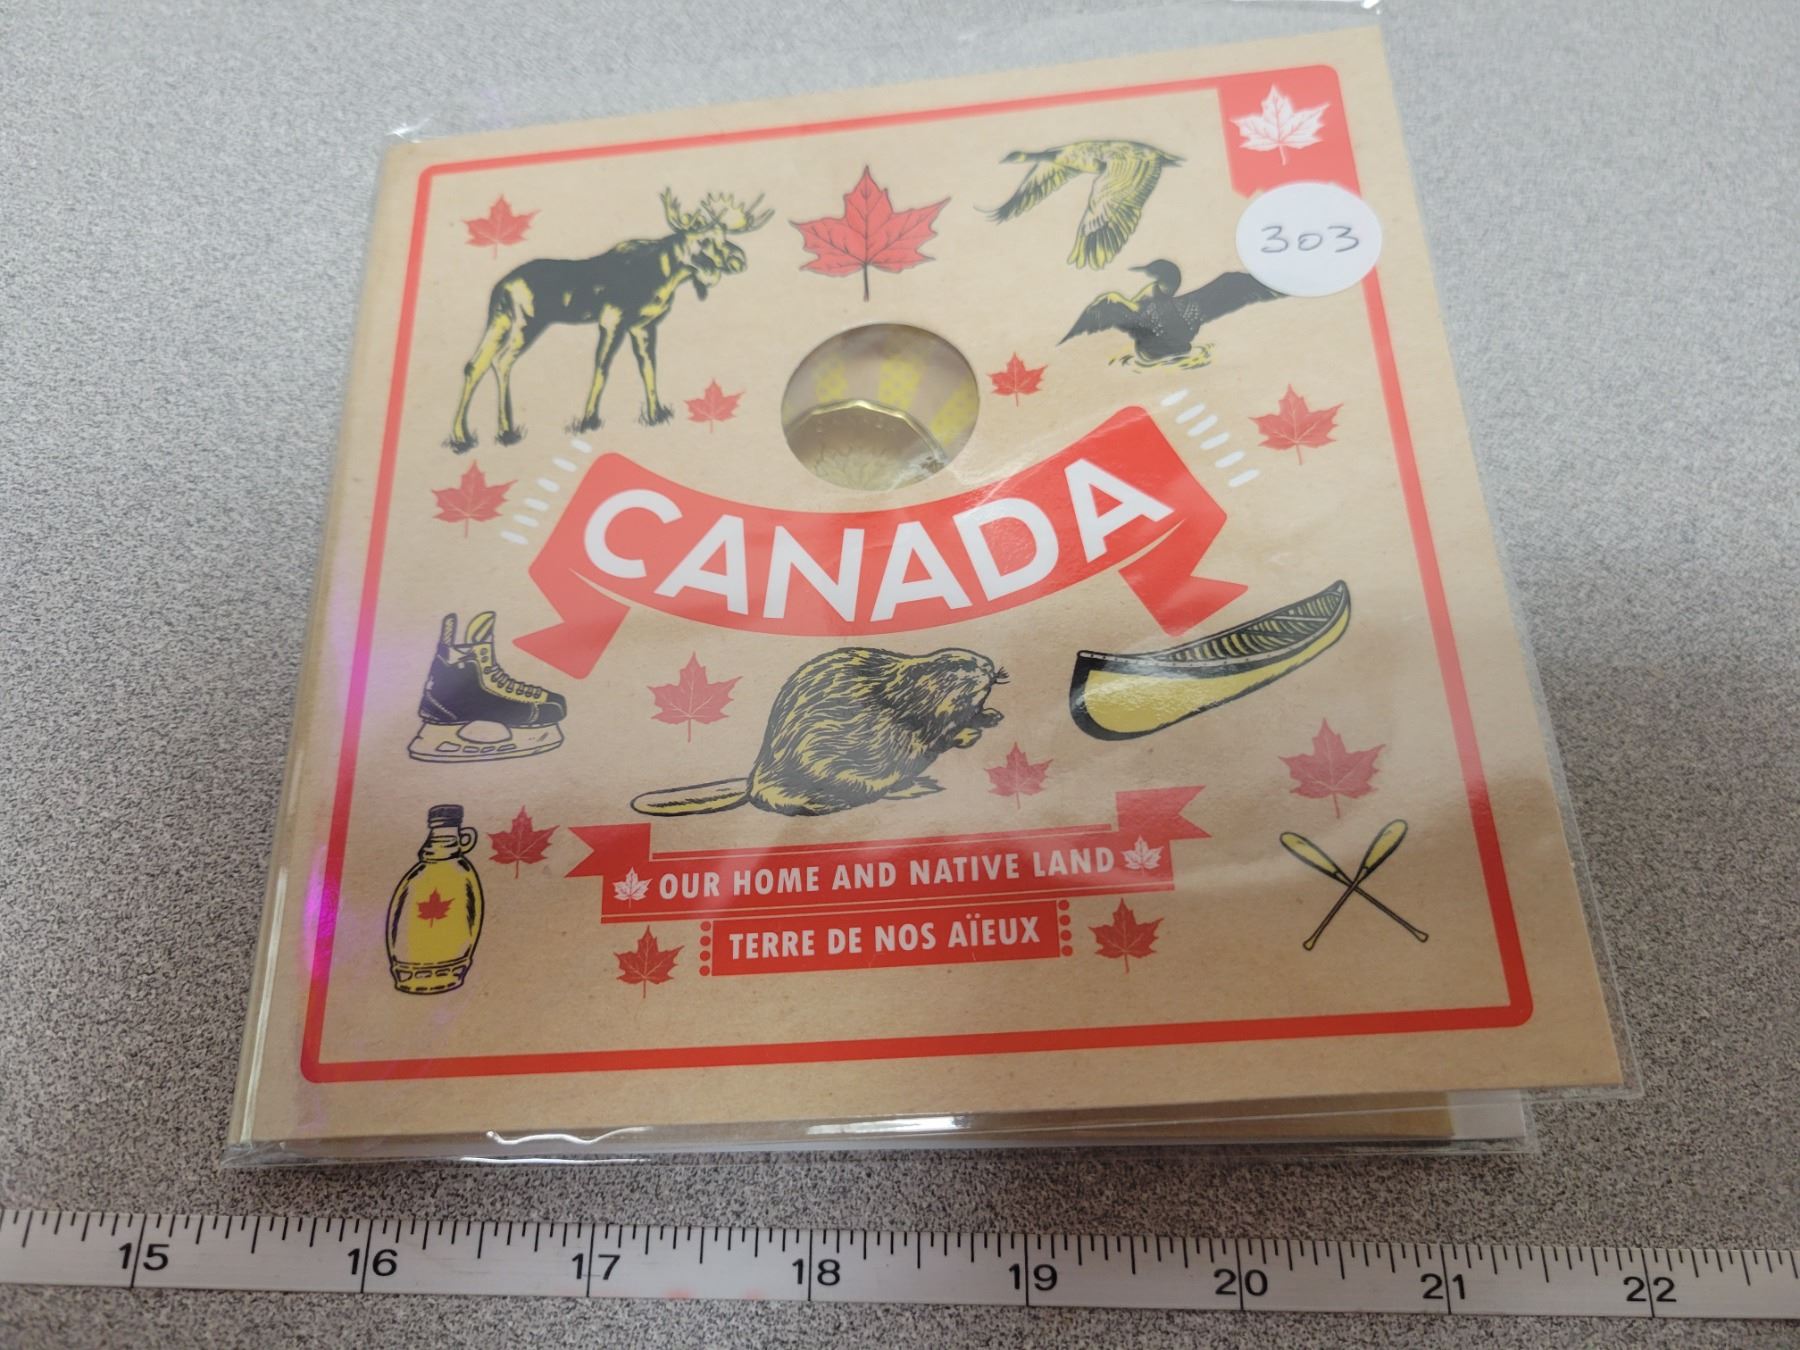 303
CANADA
OUR HOME AND NATIVE LAND
TERRE DE NOS AÏEUX
15 16 17 18 19 20 21 22